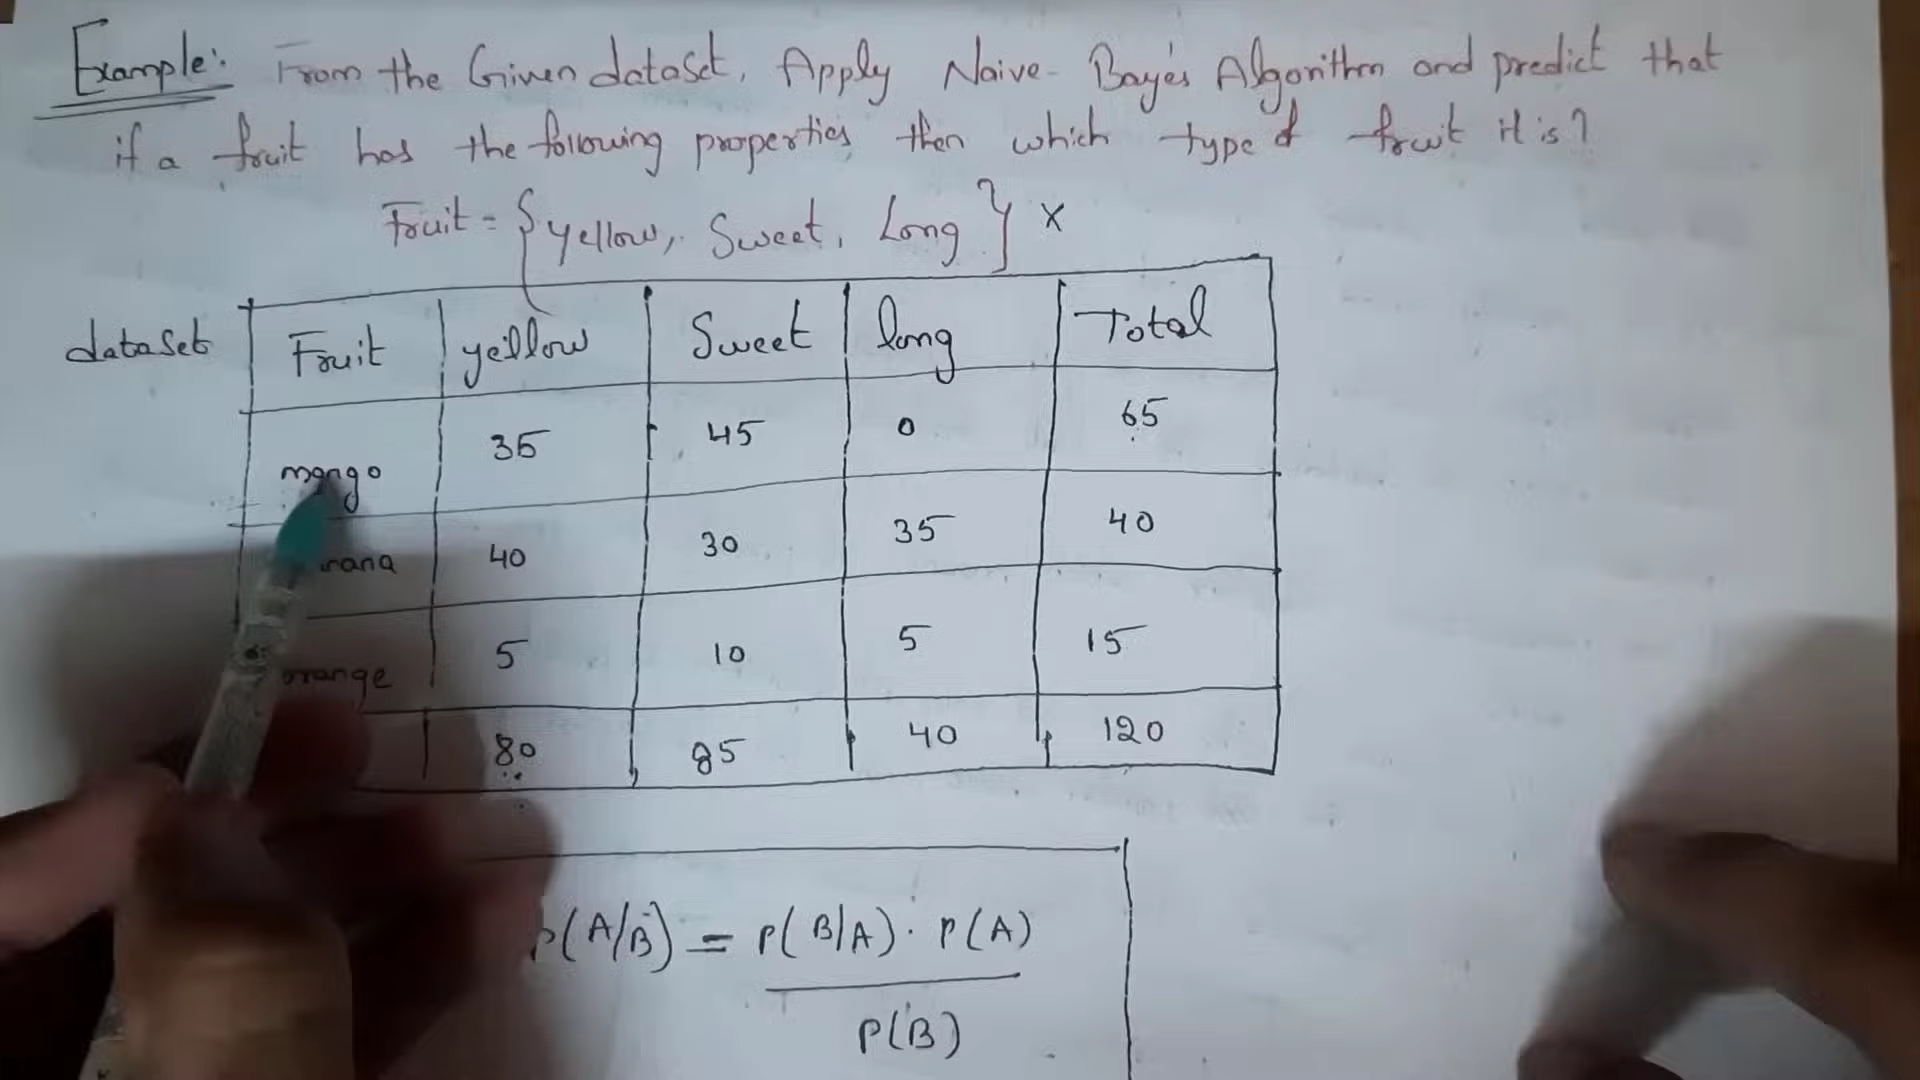 Example: From the Given dataset, Apply Naive-Baye's Algorithm and predict that
if a fruit has the following properties then which type of fruit it is?
Fruit = {yellow, Sweet, Long} X
dataset
Fruit yellow Sweet long Total
mango 35 45 0 65
nana 40 30 35 40
orange 5 10 5 15
80 85 40 120
P(A/B) = P(B/A) · P(A)
P(B)